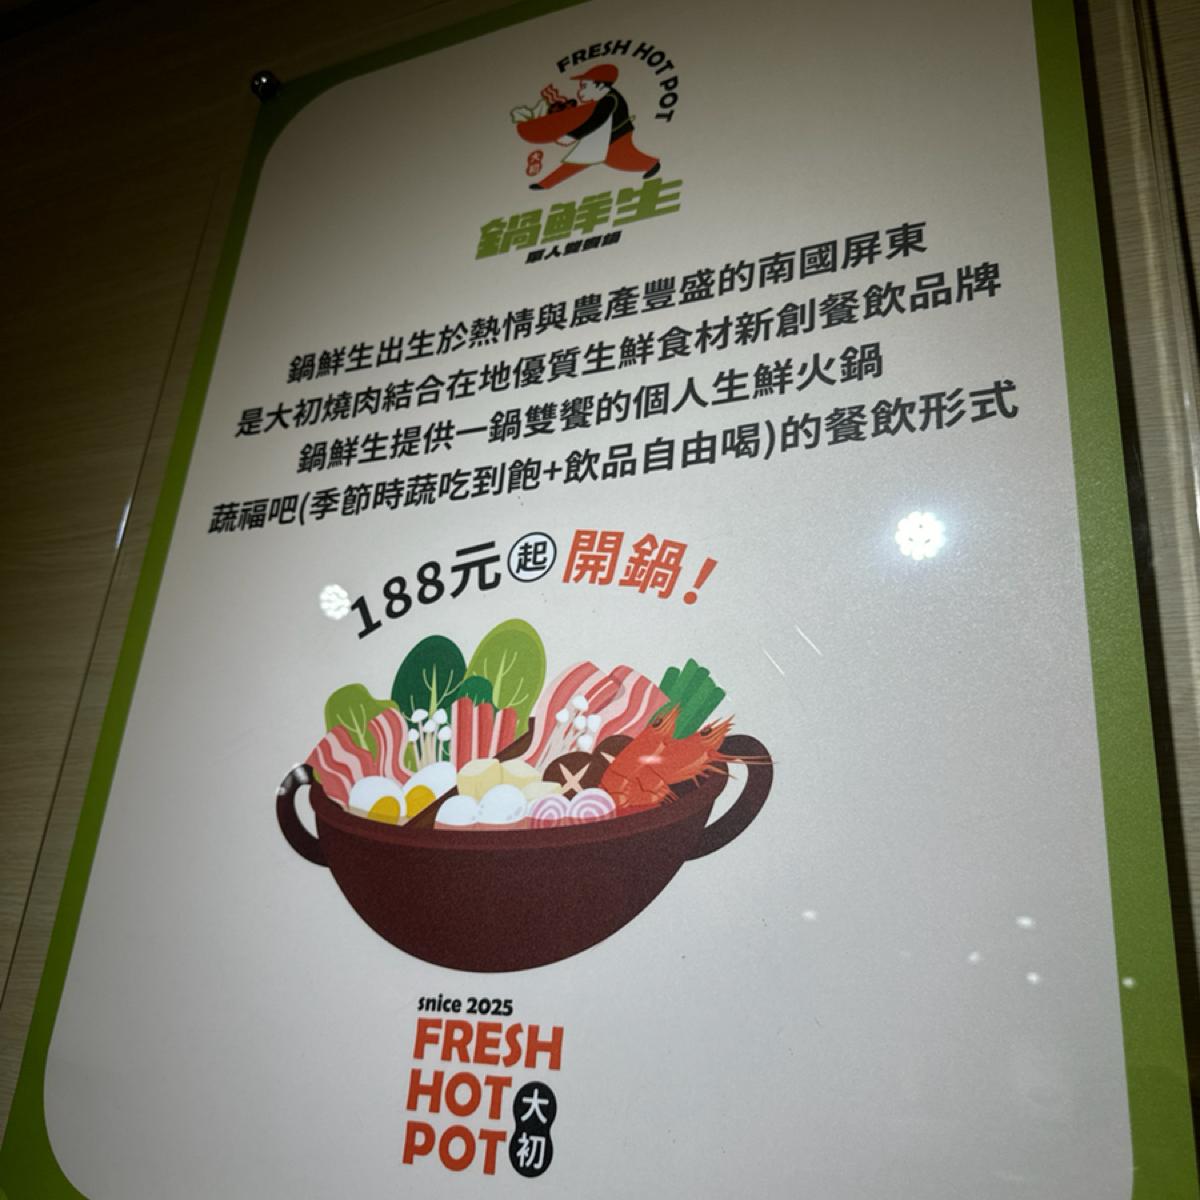 FRESH HOT POT
大初
鍋鮮生
單人雙饗鍋
鍋鮮生出生於熱情與農產豐盛的南國屏東
是大初燒肉結合在地優質生鮮食材新創餐飲品牌
鍋鮮生提供一鍋雙饗的個人生鮮火鍋
蔬福吧(季節時蔬吃到飽+飲品自由喝)的餐飲形式
188元起開鍋!
snice 2025
FRESH
HOT
POT
大初